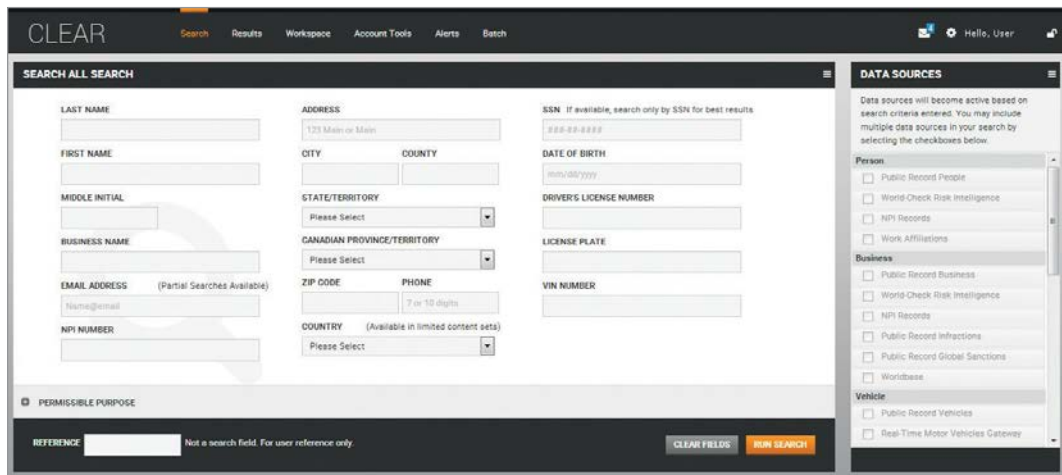 CLEAR
Search Results Workspace Account Tools Alerts Batch
4 Hello, User
SEARCH ALL SEARCH
LAST NAME
FIRST NAME
MIDDLE INITIAL
BUSINESS NAME
EMAIL ADDRESS (Partial Searches Available)
Name@email
NPI NUMBER
ADDRESS
123 Main or Main
CITY COUNTY
STATE/TERRITORY
Please Select
CANADIAN PROVINCE/TERRITORY
Please Select
ZIP CODE PHONE
7 or 10 digits
COUNTRY (Available in limited content sets)
Please Select
SSN If available, search only by SSN for best results
###-##-####
DATE OF BIRTH
mm/dd/yyyy
DRIVER'S LICENSE NUMBER
LICENSE PLATE
VIN NUMBER
PERMISSIBLE PURPOSE
REFERENCE Not a search field. For user reference only.
CLEAR FIELDS RUN SEARCH
DATA SOURCES
Data sources will become active based on
search criteria entered. You may include
multiple data sources in your search by
selecting the checkboxes below.
Person
Public Record People
World-Check Risk Intelligence
NPI Records
Work Affiliations
Business
Public Record Business
World-Check Risk Intelligence
NPI Records
Public Record Infractions
Public Record Global Sanctions
Worldbase
Vehicle
Public Record Vehicles
Real-Time Motor Vehicles Gateway